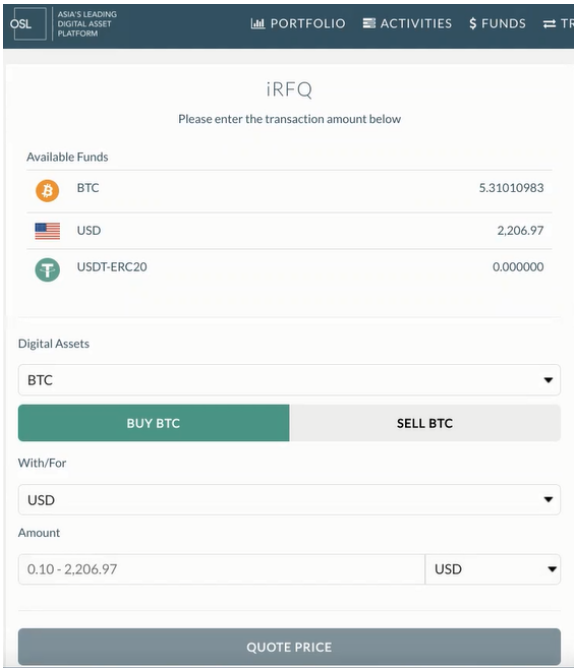 OSL
ASIA'S LEADING
DIGITAL ASSET
PLATFORM
PORTFOLIO ACTIVITIES $ FUNDS TR
iRFQ
Please enter the transaction amount below
Available Funds
BTC 5.31010983
USD 2,206.97
USDT-ERC20 0.000000
Digital Assets
BTC
BUY BTC SELL BTC
With/For
USD
Amount
0.10 - 2,206.97 USD
QUOTE PRICE